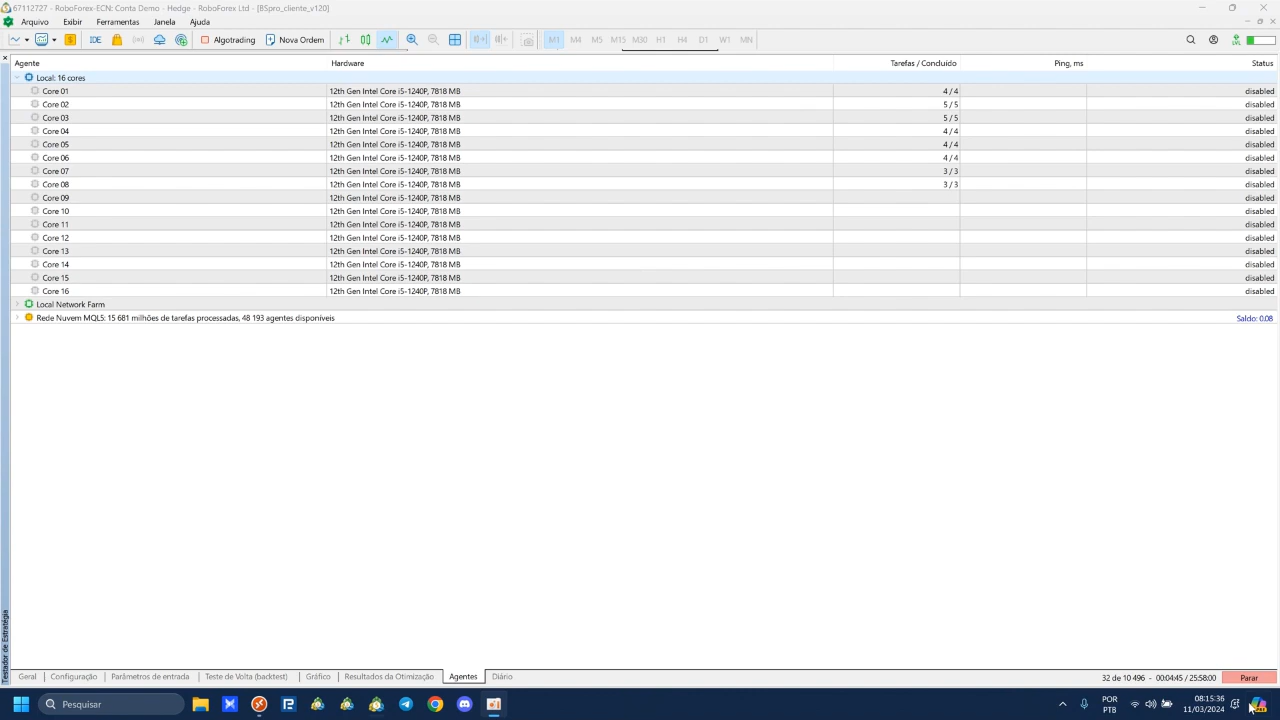 67112727 - RoboForex-ECN: Conta Demo - Hedge - RoboForex Ltd - [BSpro_cliente_v120]
Arquivo Exibir Ferramentas Janela Ajuda
IDE Algotrading Nova Ordem M1 M4 M5 M15 M30 H1 H4 D1 W1 MN LVL
Agente Hardware Tarefas / Concluído Ping, ms Status
Local: 16 cores
Core 01 12th Gen Intel Core i5-1240P, 7818 MB 4 / 4 disabled
Core 02 12th Gen Intel Core i5-1240P, 7818 MB 5 / 5 disabled
Core 03 12th Gen Intel Core i5-1240P, 7818 MB 5 / 5 disabled
Core 04 12th Gen Intel Core i5-1240P, 7818 MB 4 / 4 disabled
Core 05 12th Gen Intel Core i5-1240P, 7818 MB 4 / 4 disabled
Core 06 12th Gen Intel Core i5-1240P, 7818 MB 4 / 4 disabled
Core 07 12th Gen Intel Core i5-1240P, 7818 MB 3 / 3 disabled
Core 08 12th Gen Intel Core i5-1240P, 7818 MB 3 / 3 disabled
Core 09 12th Gen Intel Core i5-1240P, 7818 MB disabled
Core 10 12th Gen Intel Core i5-1240P, 7818 MB disabled
Core 11 12th Gen Intel Core i5-1240P, 7818 MB disabled
Core 12 12th Gen Intel Core i5-1240P, 7818 MB disabled
Core 13 12th Gen Intel Core i5-1240P, 7818 MB disabled
Core 14 12th Gen Intel Core i5-1240P, 7818 MB disabled
Core 15 12th Gen Intel Core i5-1240P, 7818 MB disabled
Core 16 12th Gen Intel Core i5-1240P, 7818 MB disabled
Local Network Farm
Rede Nuvem MQL5: 15 681 milhões de tarefas processadas, 48 193 agentes disponíveis Saldo: 0.08
Testador de Estratégia
Geral Configuração Parâmetros de entrada Teste de Volta (backtest) Gráfico Resultados da Otimização Agentes Diário 32 de 10 496 - 00:04:45 / 25:58:00 Parar
Pesquisar POR 08:15:36
PTB 11/03/2024